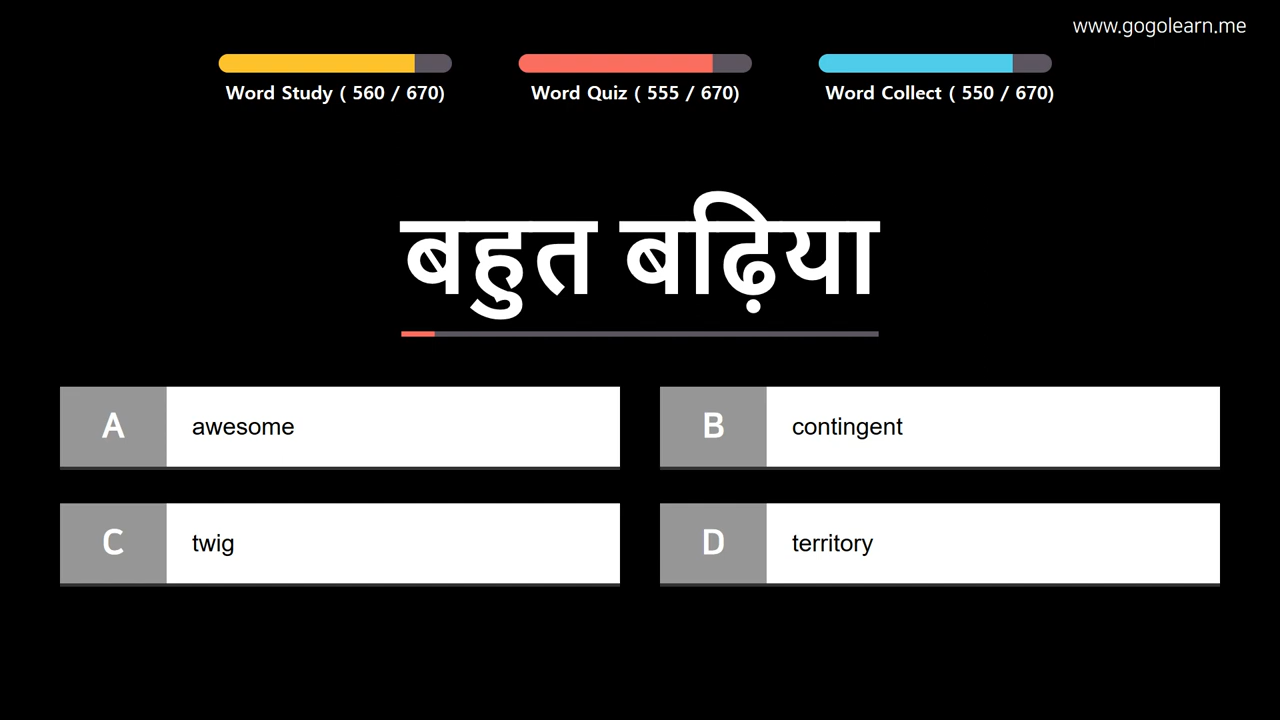 www.gogolearn.me
Word Study ( 560 / 670)
Word Quiz ( 555 / 670)
Word Collect ( 550 / 670)
बहुत बढ़िया
A awesome
B contingent
C twig
D territory